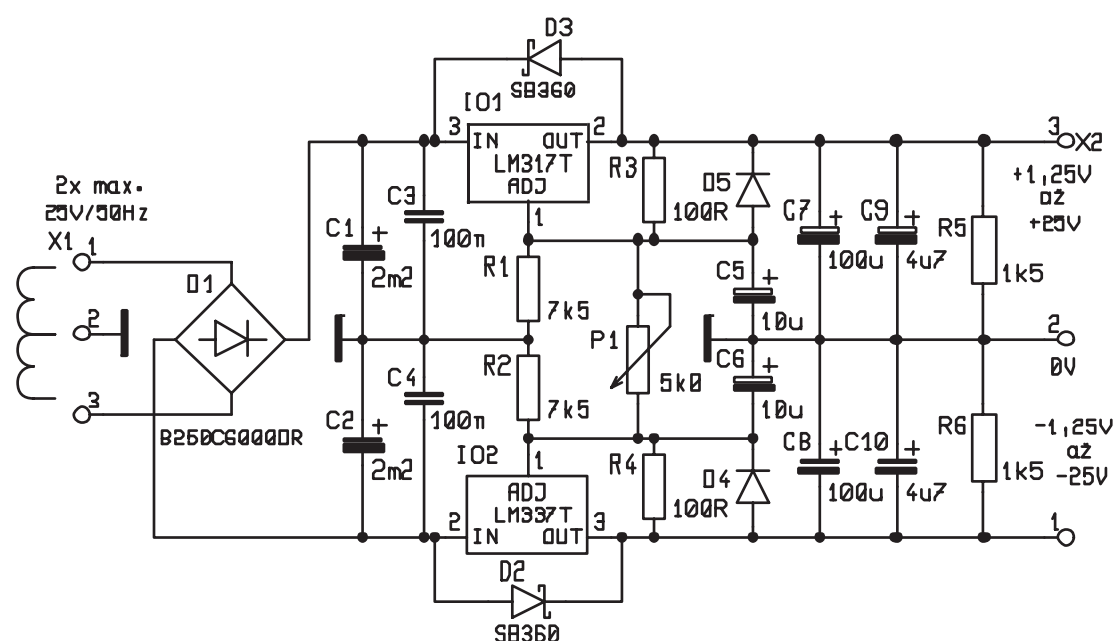 D3
SB360
IO1
3 IN OUT 2
LM317T
ADJ
1
3 X2
+1,25V
až
+25V
2x max.
25V/50Hz
X1 1
2
3
D1
B250C6000DR
C1 +
2m2
C3
100n
R3
100R
D5
C7 +
100u
C9 +
4u7
R5
1k5
R1
7k5
P1
5k0
C5 +
10u
2
0V
R2
7k5
C4
100n
C2 +
2m2
C6 +
10u
IO2
1
ADJ
LM337T
2 IN OUT 3
R4
100R
D4
C8 +
100u
C10 +
4u7
R6
1k5
-1,25V
až
-25V
1
D2
SB360